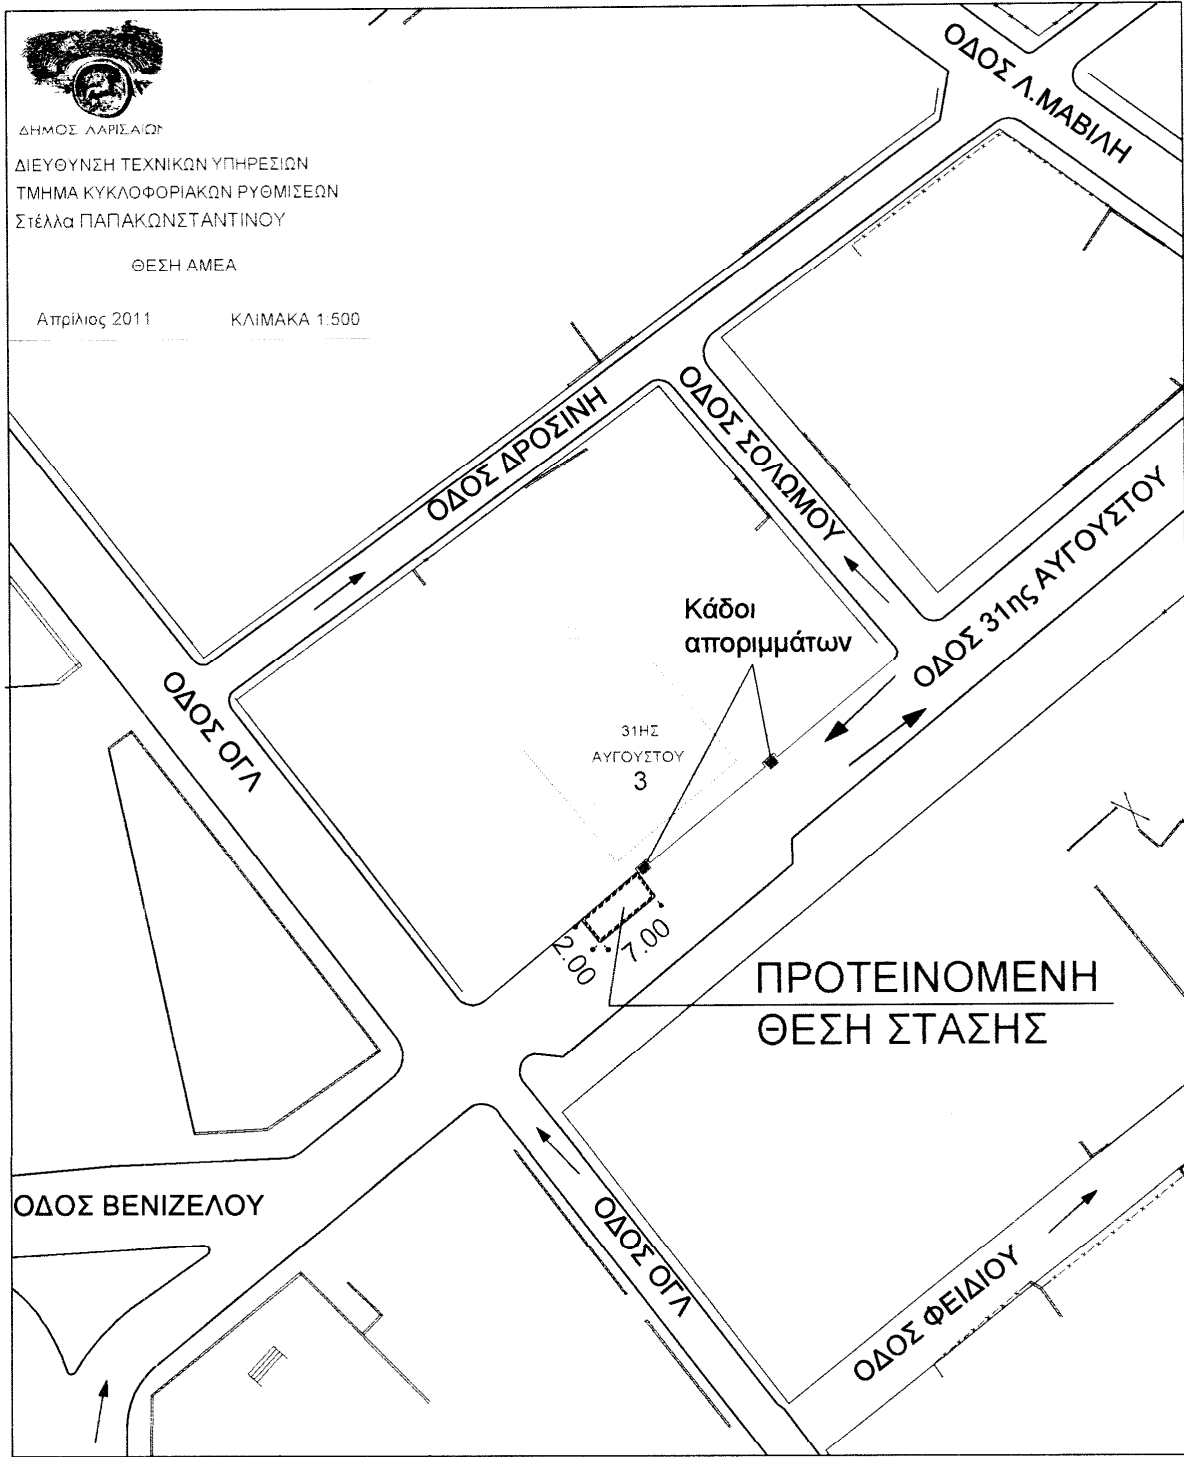 ΔΗΜΟΣ ΛΑΡΙΣΑΙΩΝ
ΔΙΕΥΘΥΝΣΗ ΤΕΧΝΙΚΩΝ ΥΠΗΡΕΣΙΩΝ
ΤΜΗΜΑ ΚΥΚΛΟΦΟΡΙΑΚΩΝ ΡΥΘΜΙΣΕΩΝ
Στέλλα ΠΑΠΑΚΩΝΣΤΑΝΤΙΝΟΥ
ΘΕΣΗ ΑΜΕΑ
Απρίλιος 2011 ΚΛΙΜΑΚΑ 1:500
ΟΔΟΣ Λ.ΜΑΒΙΛΗ
ΟΔΟΣ ΔΡΟΣΙΝΗ
ΟΔΟΣ ΣΟΛΩΜΟΥ
ΟΔΟΣ 31ης ΑΥΓΟΥΣΤΟΥ
Κάδοι
αποριμμάτων
ΟΔΟΣ ΟΓΛ
31ΗΣ
ΑΥΓΟΥΣΤΟΥ
3
2.00
7.00
ΠΡΟΤΕΙΝΟΜΕΝΗ
ΘΕΣΗ ΣΤΑΣΗΣ
ΟΔΟΣ ΒΕΝΙΖΕΛΟΥ
ΟΔΟΣ ΟΓΛ
ΟΔΟΣ ΦΕΙΔΙΟΥ